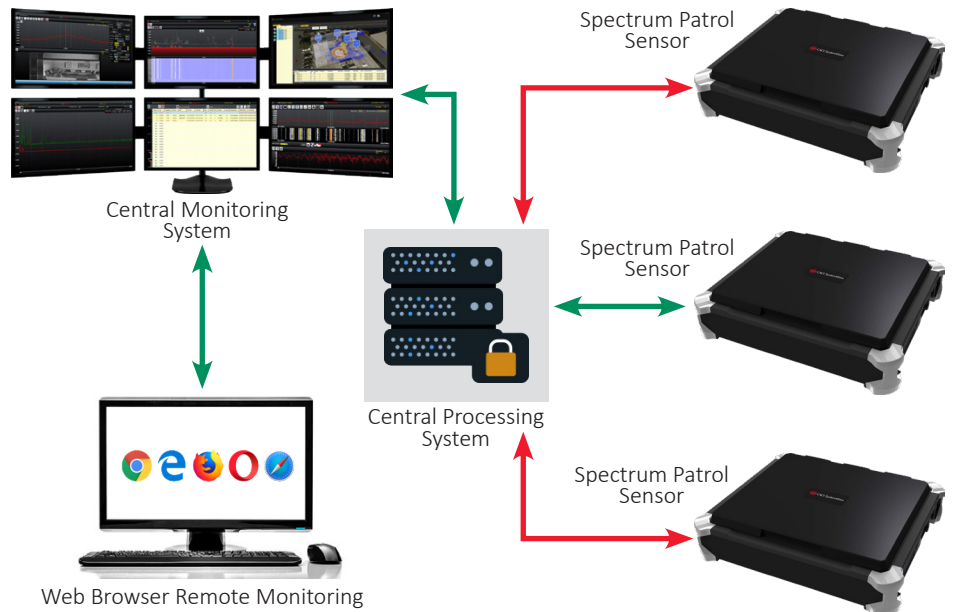 Spectrum Patrol
Sensor
Central Monitoring
System
Spectrum Patrol
Sensor
Central Processing
System
Spectrum Patrol
Sensor
Web Browser Remote Monitoring